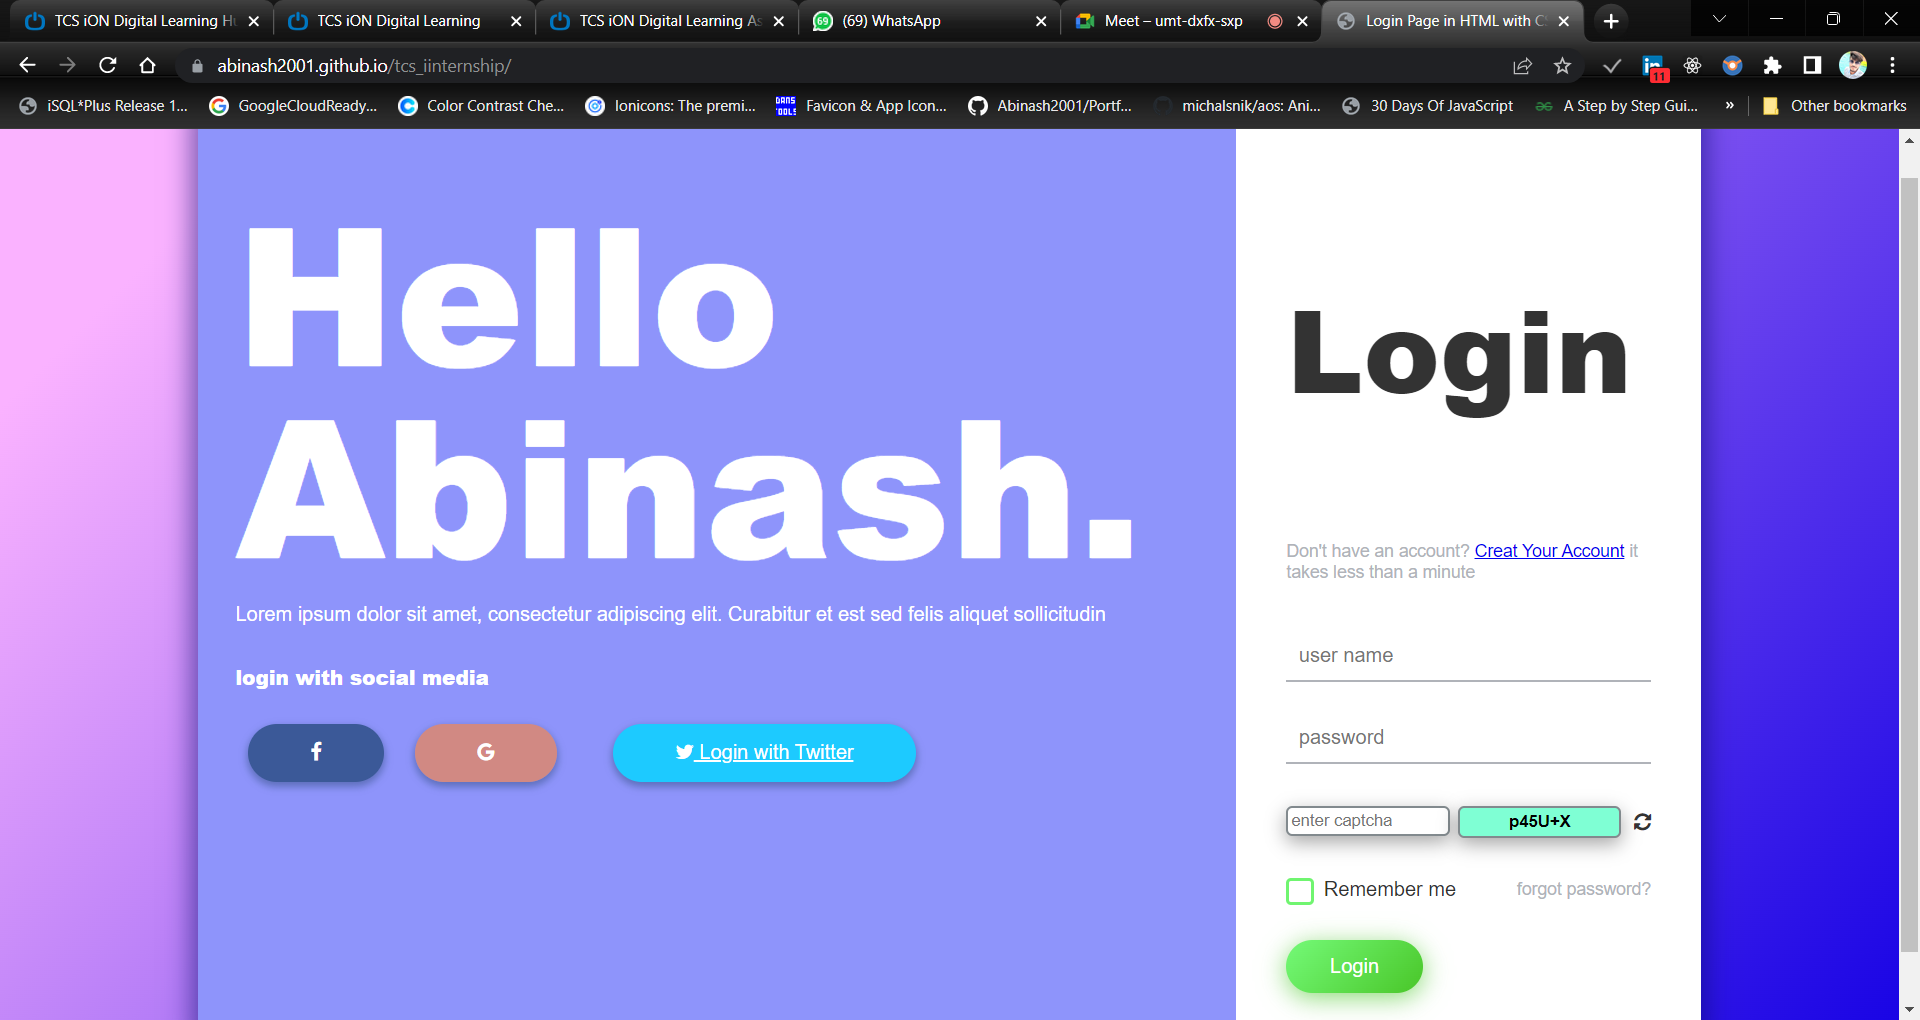 TCS iON Digital Learning H
TCS iON Digital Learning
TCS iON Digital Learning As
69
(69) WhatsApp
Meet – umt-dxfx-sxp
Login Page in HTML with C
abinash2001.github.io/tcs_iinternship/
11
iSQL*Plus Release 1...
GoogleCloudReady...
Color Contrast Che...
Ionicons: The premi...
DANS 'OOLS
Favicon & App Icon...
Abinash2001/Portf...
michalsnik/aos: Ani...
30 Days Of JavaScript
A Step by Step Gui...
»
Other bookmarks
Hello
Abinash.
Lorem ipsum dolor sit amet, consectetur adipiscing elit. Curabitur et est sed felis aliquet sollicitudin
login with social media
Login with Twitter
Login
Don't have an account? Creat Your Account it
takes less than a minute
user name
password
enter captcha
p45U+X
Remember me
forgot password?
Login